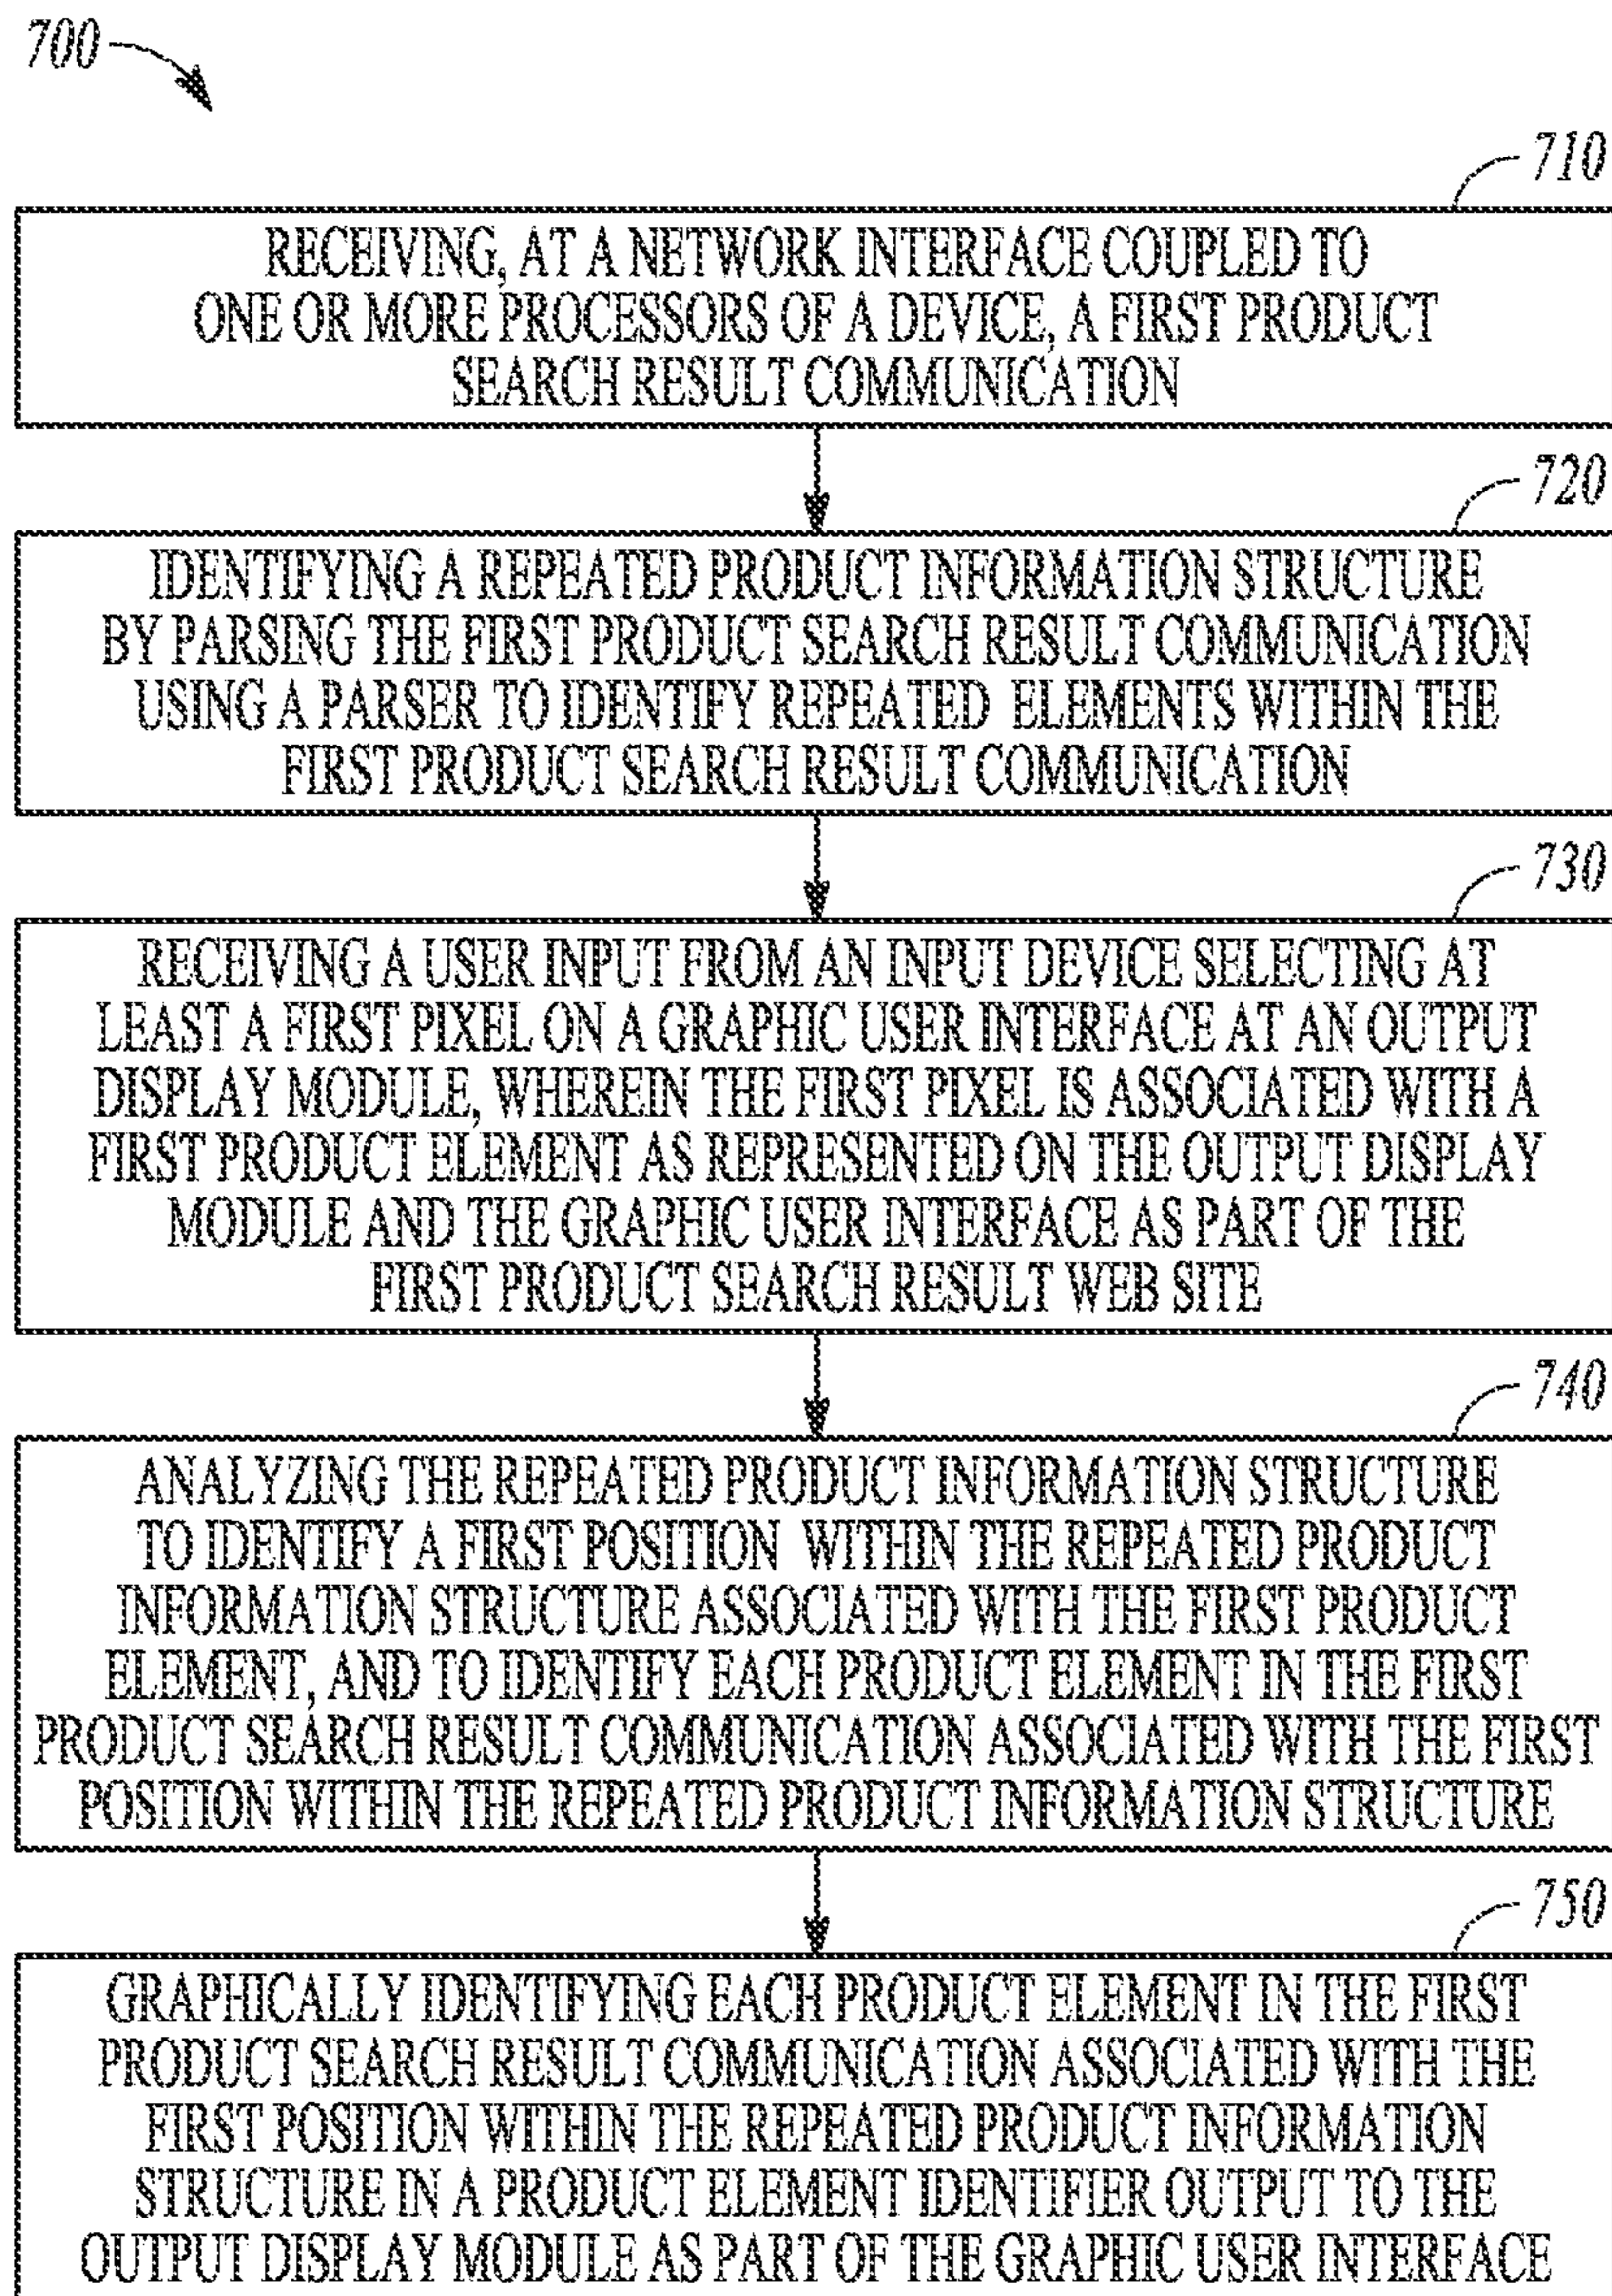 700
710
RECEIVING, AT A NETWORK INTERFACE COUPLED TO
ONE OR MORE PROCESSORS OF A DEVICE, A FIRST PRODUCT
SEARCH RESULT COMMUNICATION
720
IDENTIFYING A REPEATED PRODUCT INFORMATION STRUCTURE
BY PARSING THE FIRST PRODUCT SEARCH RESULT COMMUNICATION
USING A PARSER TO IDENTIFY REPEATED ELEMENTS WITHIN THE
FIRST PRODUCT SEARCH RESULT COMMUNICATION
730
RECEIVING A USER INPUT FROM AN INPUT DEVICE SELECTING AT
LEAST A FIRST PIXEL ON A GRAPHIC USER INTERFACE AT AN OUTPUT
DISPLAY MODULE, WHEREIN THE FIRST PIXEL IS ASSOCIATED WITH A
FIRST PRODUCT ELEMENT AS REPRESENTED ON THE OUTPUT DISPLAY
MODULE AND THE GRAPHIC USER INTERFACE AS PART OF THE
FIRST PRODUCT SEARCH RESULT WEB SITE
740
ANALYZING THE REPEATED PRODUCT INFORMATION STRUCTURE
TO IDENTIFY A FIRST POSITION WITHIN THE REPEATED PRODUCT
INFORMATION STRUCTURE ASSOCIATED WITH THE FIRST PRODUCT
ELEMENT, AND TO IDENTIFY EACH PRODUCT ELEMENT IN THE FIRST
PRODUCT SEARCH RESULT COMMUNICATION ASSOCIATED WITH THE FIRST
POSITION WITHIN THE REPEATED PRODUCT INFORMATION STRUCTURE
750
GRAPHICALLY IDENTIFYING EACH PRODUCT ELEMENT IN THE FIRST
PRODUCT SEARCH RESULT COMMUNICATION ASSOCIATED WITH THE
FIRST POSITION WITHIN THE REPEATED PRODUCT INFORMATION
STRUCTURE IN A PRODUCT ELEMENT IDENTIFIER OUTPUT TO THE
OUTPUT DISPLAY MODULE AS PART OF THE GRAPHIC USER INTERFACE